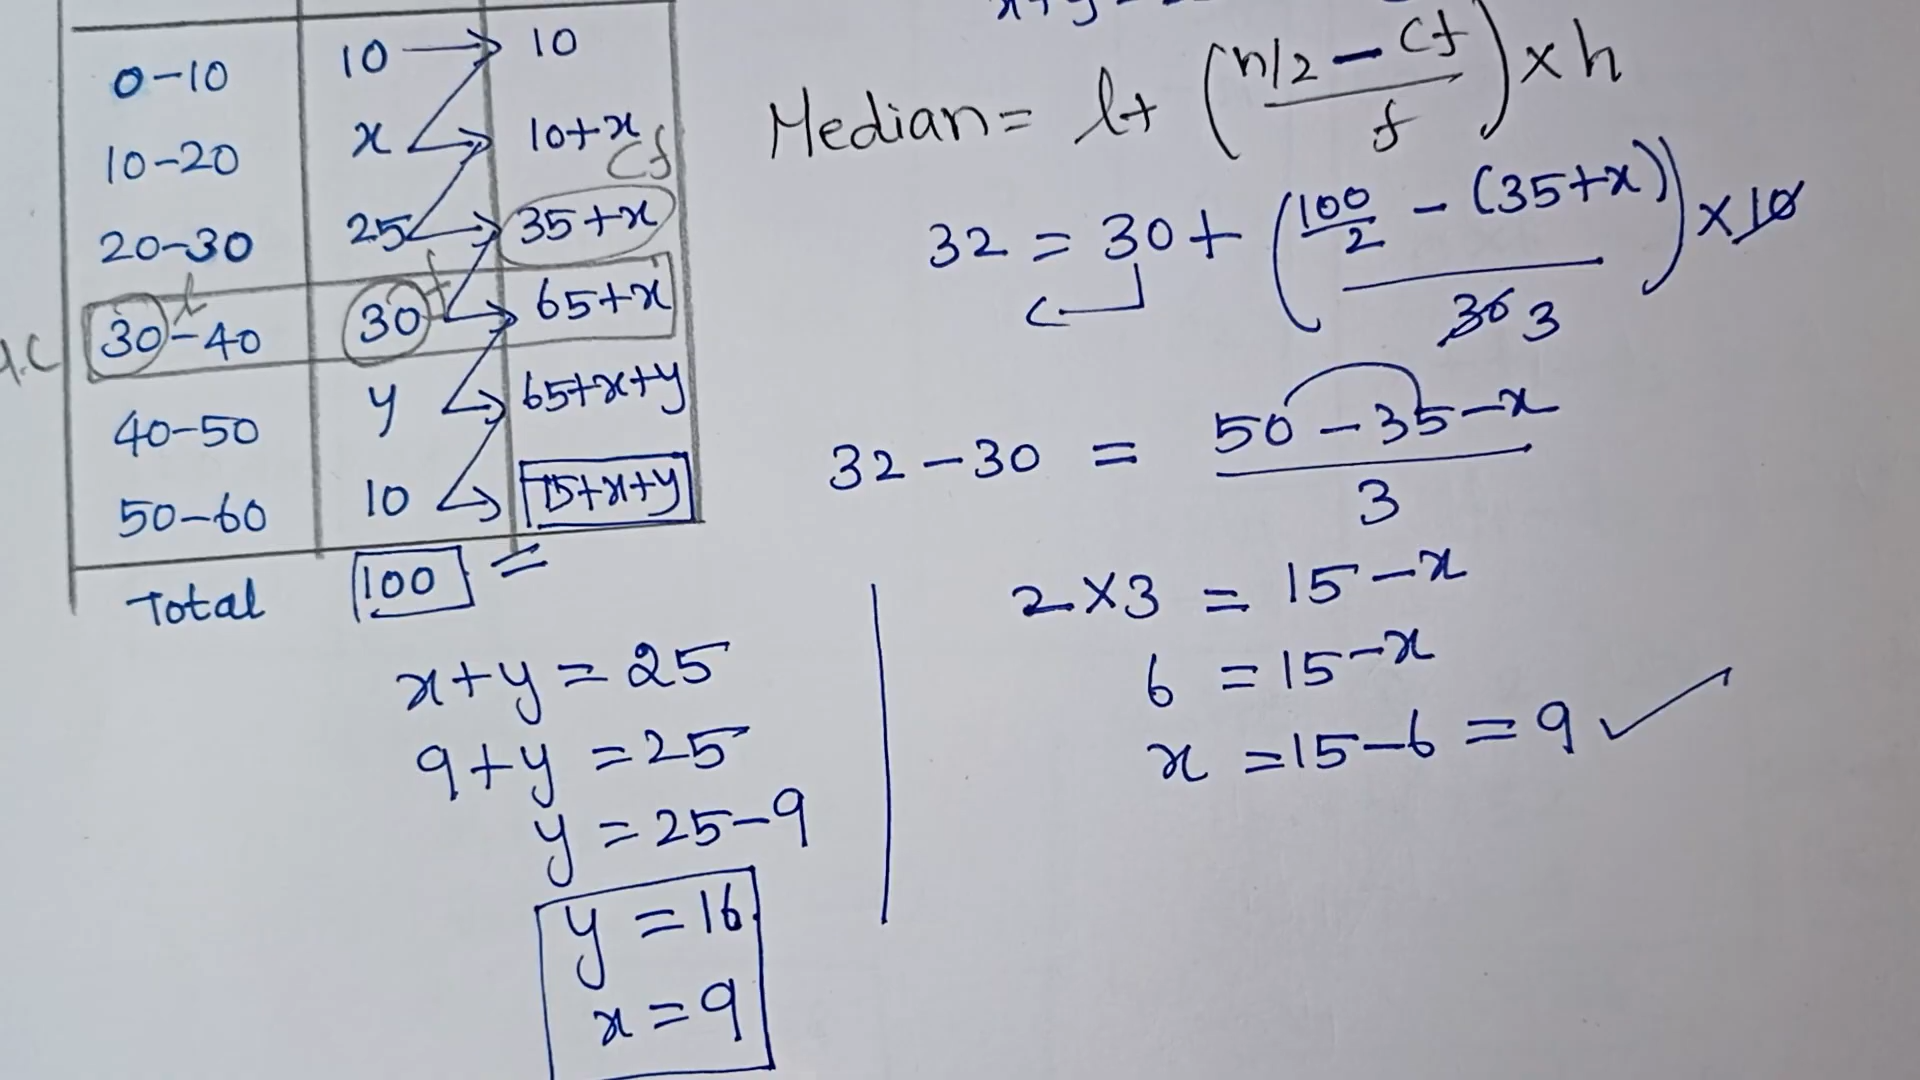 0-10 10 10
10-20 x 10+x
cf
20-30 25 35+x
l f
30-40 30 65+x
40-50 y 65+x+y
50-60 10 75+x+y
Total 100 =
x+y = 25
9+y = 25
y = 25-9
y = 16
x = 9
Median = l+ (n/2 - cf / f) × h
32 = 30 + (100/2 - (35+x) / 30 3) × 10
32-30 = 50-35-x / 3
2×3 = 15-x
6 = 15-x
x = 15-6 = 9 ✓